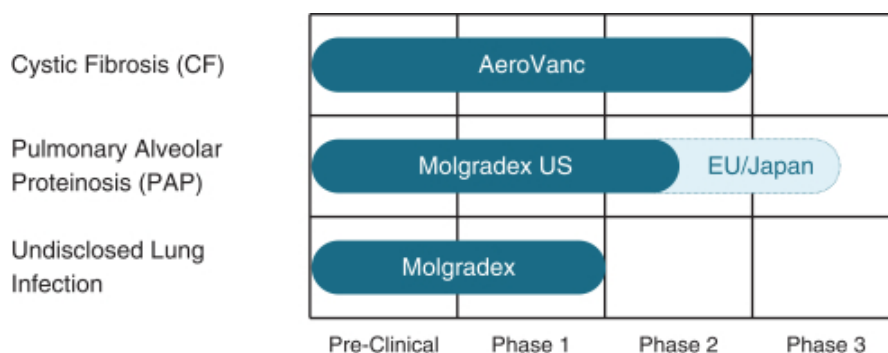 Cystic Fibrosis (CF)
AeroVanc
Pulmonary Alveolar
Proteinosis (PAP)
Molgradex US
EU/Japan
Undisclosed Lung
Infection
Molgradex
Pre-Clinical
Phase 1
Phase 2
Phase 3